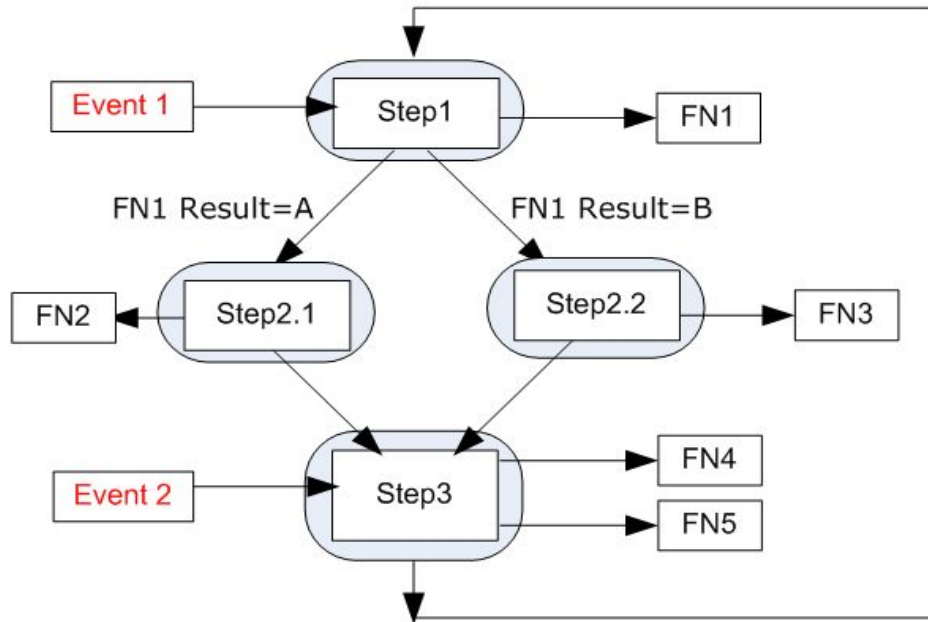 Event 1
Step1
FN1
FN1 Result=A
FN1 Result=B
FN2
Step2.1
Step2.2
FN3
Event 2
Step3
FN4
FN5